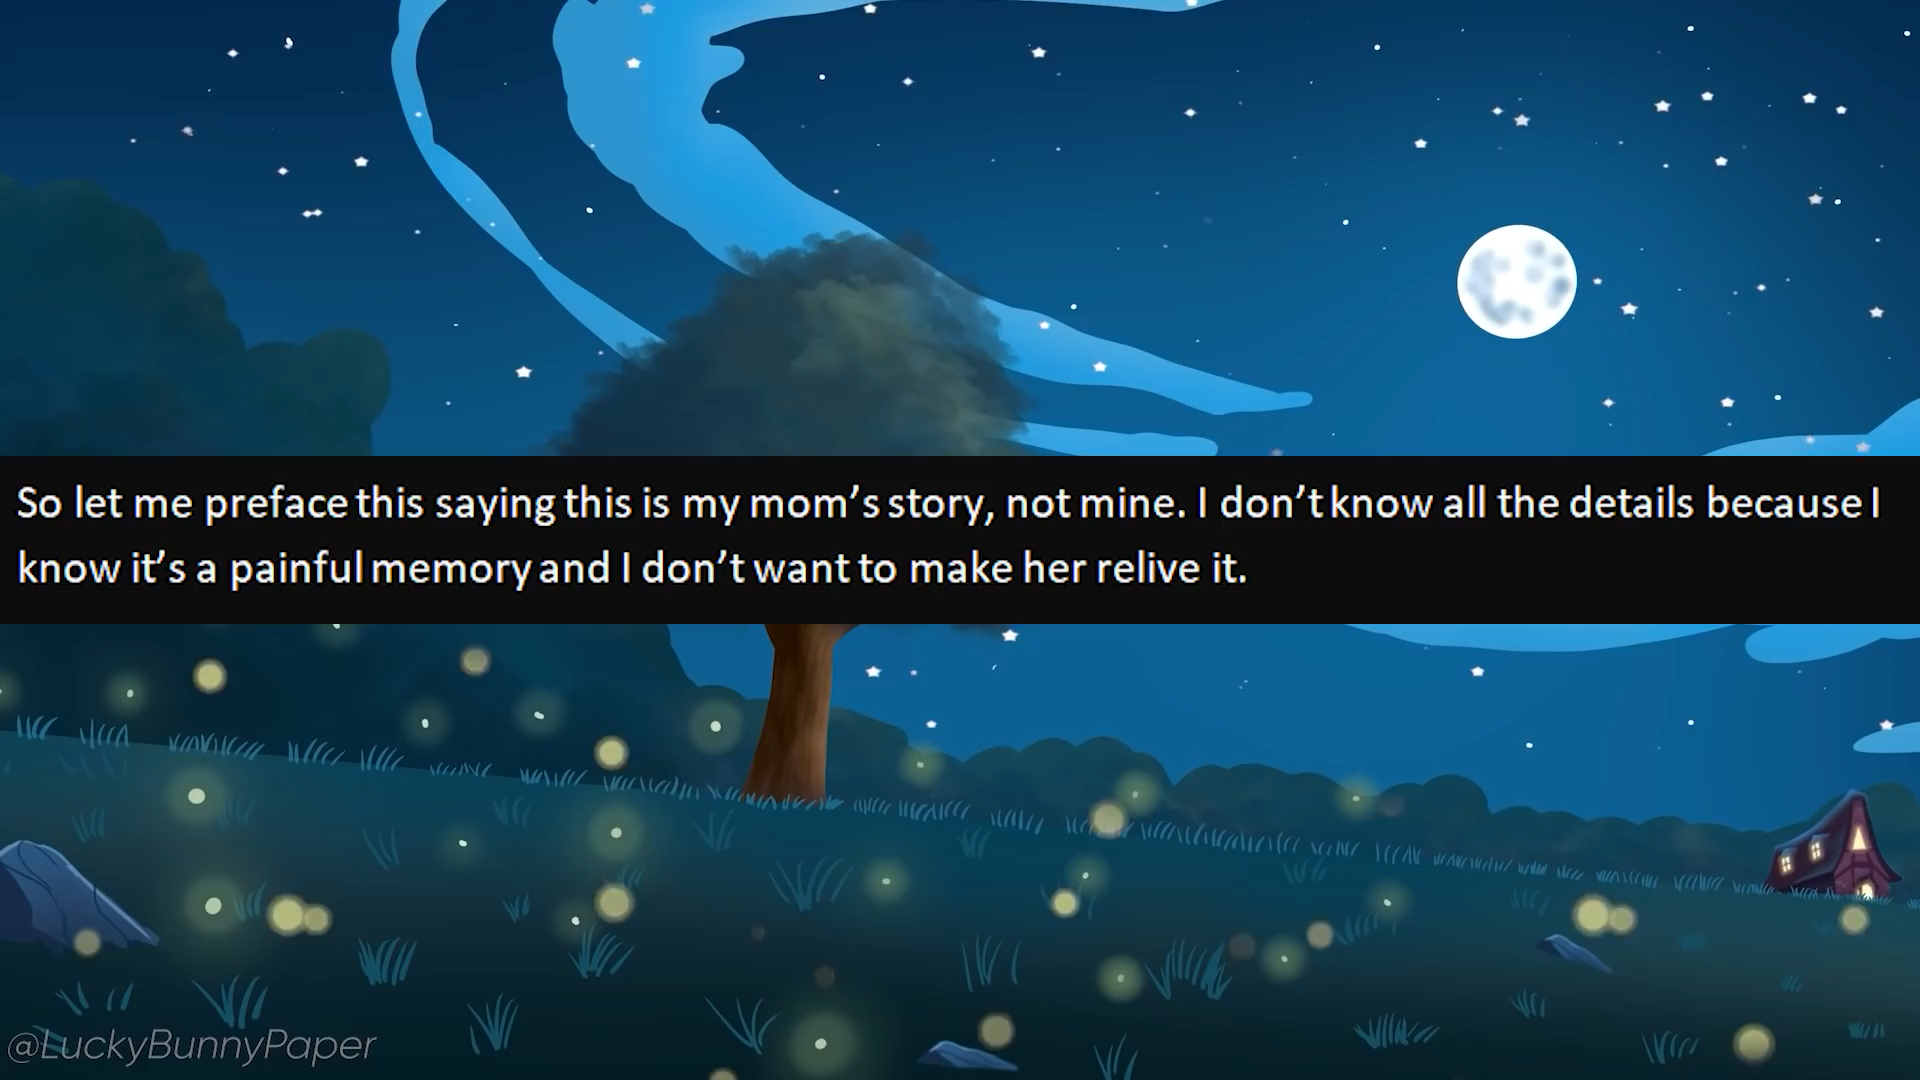 So let me preface this saying this is my mom’s story, not mine. I don’t know all the details because I
know it’s a painful memory and I don’t want to make her relive it.
@LuckyBunnyPaper